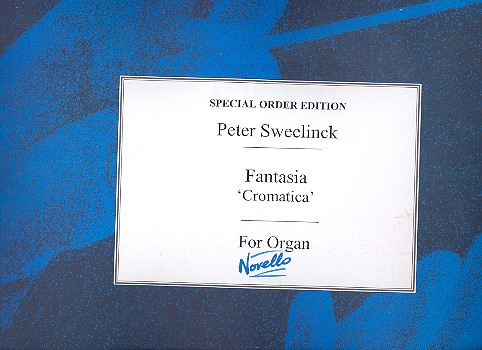 SPECIAL ORDER EDITION
Peter Sweelinck
Fantasia
‘Cromatica’
For Organ
Novello